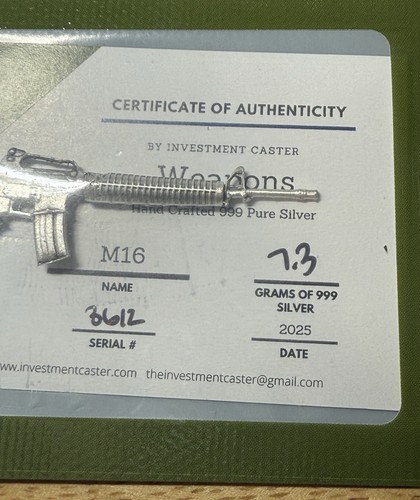 CERTIFICATE OF AUTHENTICITY
BY INVESTMENT CASTER
Weapons
Hand Crafted 999 Pure Silver
M16
NAME
7.3
GRAMS OF 999
SILVER
3612
SERIAL #
2025
DATE
ww.investmentcaster.com theinvestmentcaster@gmail.com